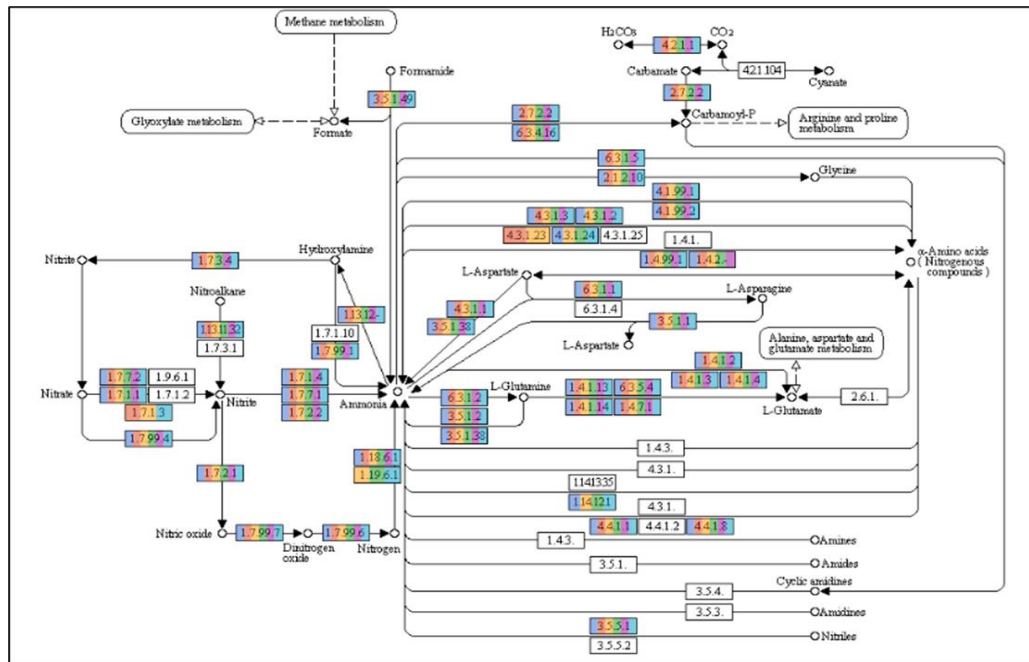 Methane metabolism
H₂CO₃
4.2.1.1
CO₂
Formamide
Carbamate
4.2.1.104
Cyanate
3.5.1.49
2.7.2.2
Glyoxylate metabolism
Formate
2.7.2.2
6.3.4.16
Carbamoyl-P
Arginine and proline
metabolism
6.3.1.5
2.1.2.10
Glycine
4.1.99.1
4.1.99.2
4.3.1.3
4.3.1.2
4.3.1.23
4.3.1.24
4.3.1.25
1.4.1.
1.4.99.1
1.4.2.-
α-Amino acids
( Nitrogenous
compounds )
Nitrite
1.7.3.4
Hydroxylamine
Nitroalkane
L-Aspartate
6.3.1.1
6.3.1.4
L-Asparagine
1.13.12-
4.3.1.1
3.5.1.38
3.5.1.1
L-Aspartate
1.13.11.32
1.7.3.1
1.7.1.10
1.7.99.1
Alanine, aspartate and
glutamate metabolism
1.4.1.2
1.4.1.3
1.4.1.4
1.7.7.2
1.9.6.1
1.7.1.1
1.7.1.2
1.7.1.3
Nitrate
Nitrite
1.7.1.4
1.7.7.1
1.7.2.2
Ammonia
6.3.1.2
3.5.1.2
3.5.1.38
L-Glutamine
1.4.1.13
6.3.5.4
1.4.1.14
1.4.7.1
L-Glutamate
2.6.1.
1.7.99.4
1.7.2.1
1.18.6.1
1.19.6.1
1.4.3.
4.3.1.
1.14.13.35
1.14.12.1
4.3.1.
4.4.1.1
4.4.1.2
4.4.1.8
Nitric oxide
1.7.99.7
Dinitrogen
oxide
1.7.99.6
Nitrogen
1.4.3.
Amines
3.5.1.
Amides
Cyclic amidines
3.5.4.
3.5.3.
Amidines
3.5.5.1
3.5.5.2
Nitriles